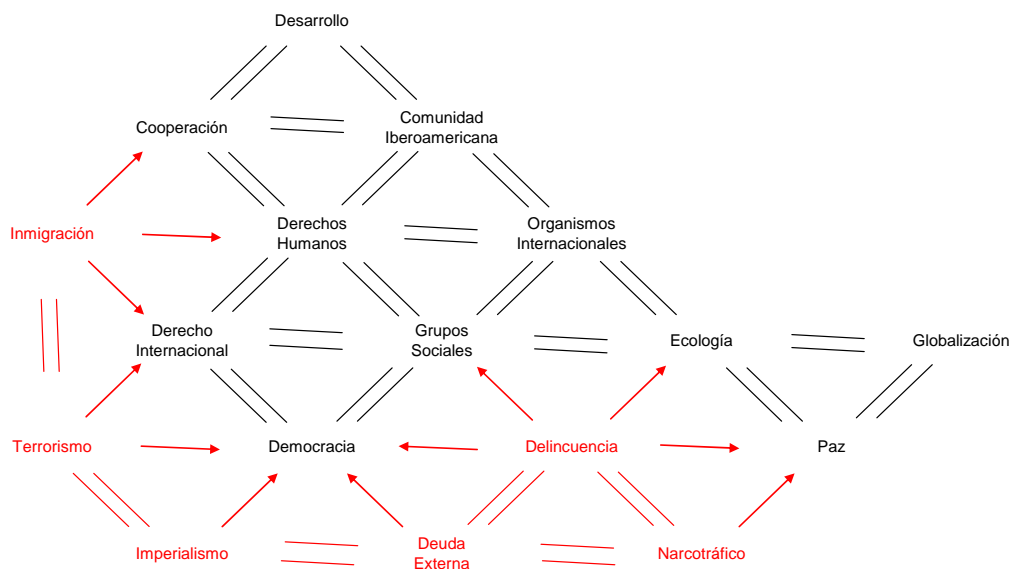 Desarrollo
Cooperación
Comunidad
Iberoamericana
Inmigración
Derechos
Humanos
Organismos
Internacionales
Derecho
Internacional
Grupos
Sociales
Ecología
Globalización
Terrorismo
Democracia
Delincuencia
Paz
Imperialismo
Deuda
Externa
Narcotráfico